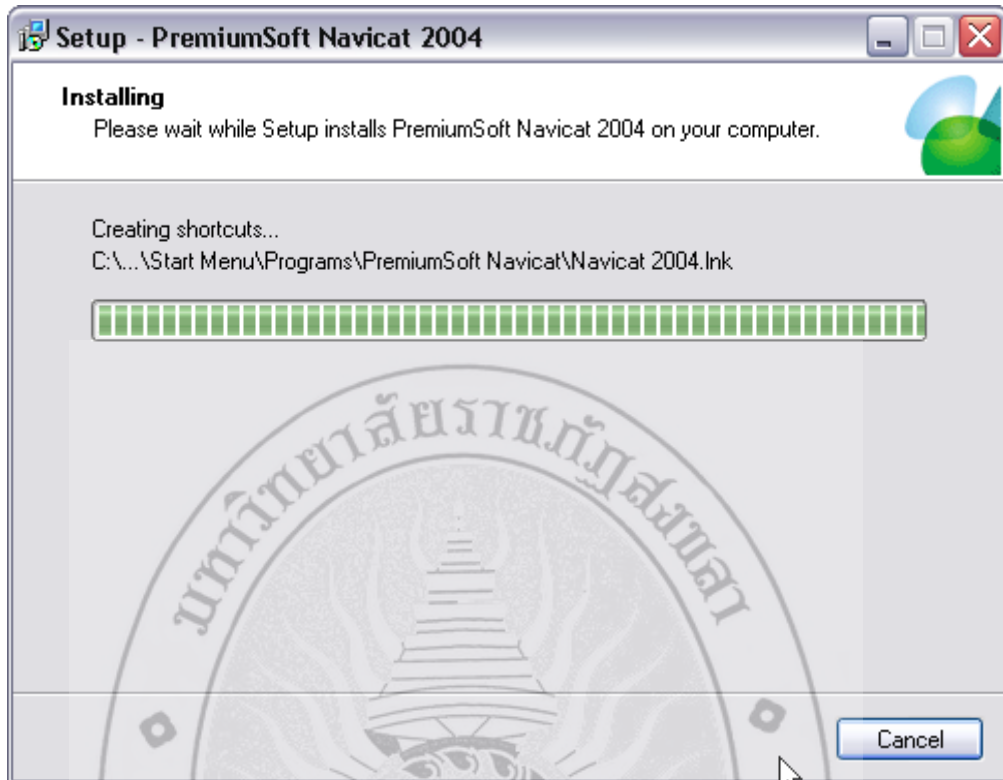 Setup - PremiumSoft Navicat 2004
Installing
Please wait while Setup installs PremiumSoft Navicat 2004 on your computer.
Creating shortcuts...
C:\...\Start Menu\Programs\PremiumSoft Navicat\Navicat 2004.lnk
มหาวิทยาลัยราชภัฏสงขลา
Cancel